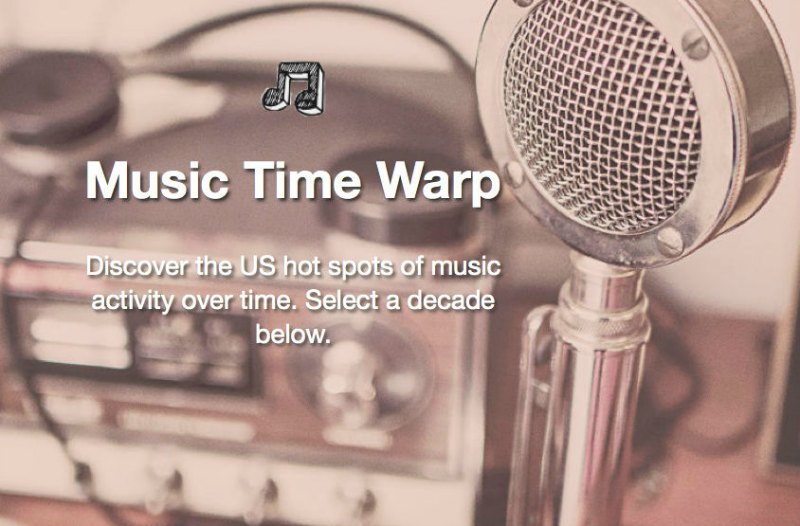 Music Time Warp
Discover the US hot spots of music
activity over time. Select a decade
below.